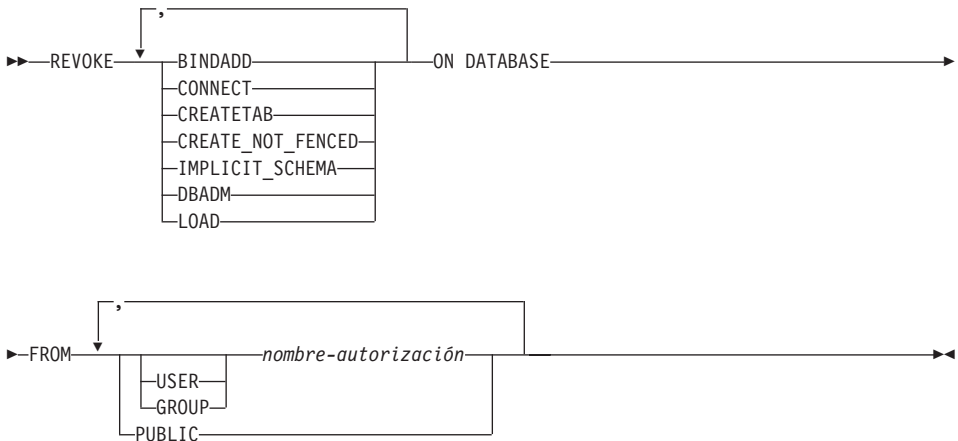 ,
REVOKE BINDADD ON DATABASE
CONNECT
CREATETAB
CREATE_NOT_FENCED
IMPLICIT_SCHEMA
DBADM
LOAD
,
FROM nombre-autorización
USER
GROUP
PUBLIC